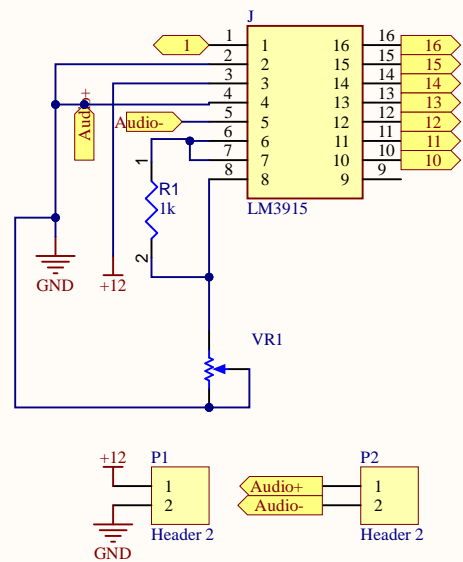 J
1 1 16 16 16
2 2 15 15 15
3 3 14 14 14
4 4 13 13 13
Audio+
Audio- 5 5 12 12 12
6 6 11 11 11
7 7 10 10 10
8 8 9 9
LM3915
1
R1
1k
2
GND
+12
VR1
+12 P1
1 1
2 2
GND
Header 2
P2
Audio+ 1 1
Audio- 2 2
Header 2